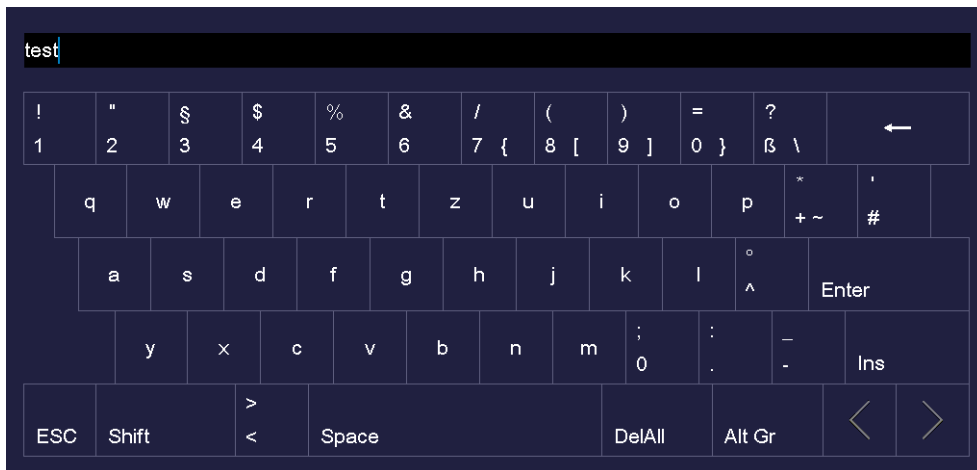 test
! " § $ % & / ( ) = ?
1 2 3 4 5 6 7 { 8 [ 9 ] 0 } ß \ ←
q w e r t z u i o p * + ~ ' #
a s d f g h j k l ° ^ Enter
y x c v b n m ; 0 : . _ - Ins
ESC Shift > < Space DelAll Alt Gr < >